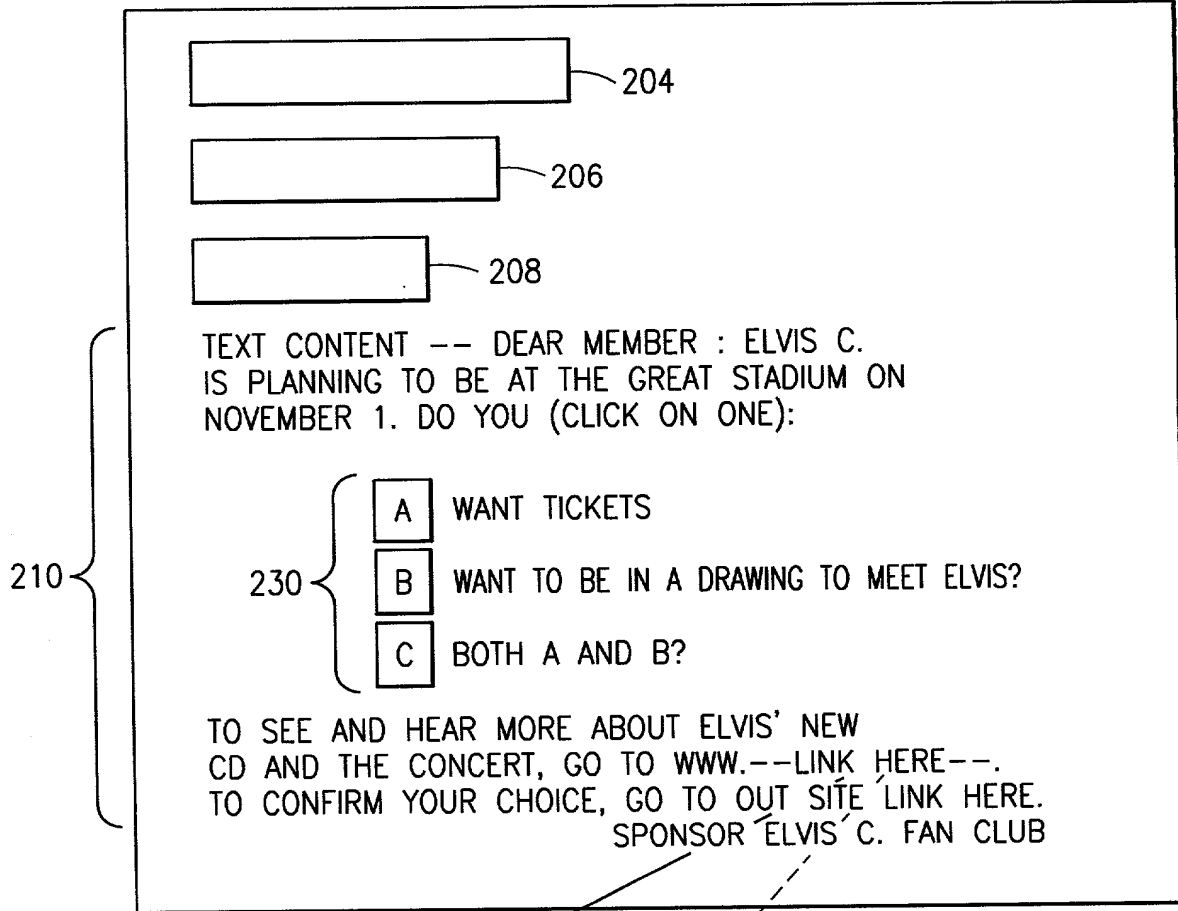 204
206
208
TEXT CONTENT -- DEAR MEMBER : ELVIS C.
IS PLANNING TO BE AT THE GREAT STADIUM ON
NOVEMBER 1. DO YOU (CLICK ON ONE):
210
230
A WANT TICKETS
B WANT TO BE IN A DRAWING TO MEET ELVIS?
C BOTH A AND B?
TO SEE AND HEAR MORE ABOUT ELVIS' NEW
CD AND THE CONCERT, GO TO WWW.--LINK HERE--.
TO CONFIRM YOUR CHOICE, GO TO OUT SITE LINK HERE.
SPONSOR ELVIS C. FAN CLUB